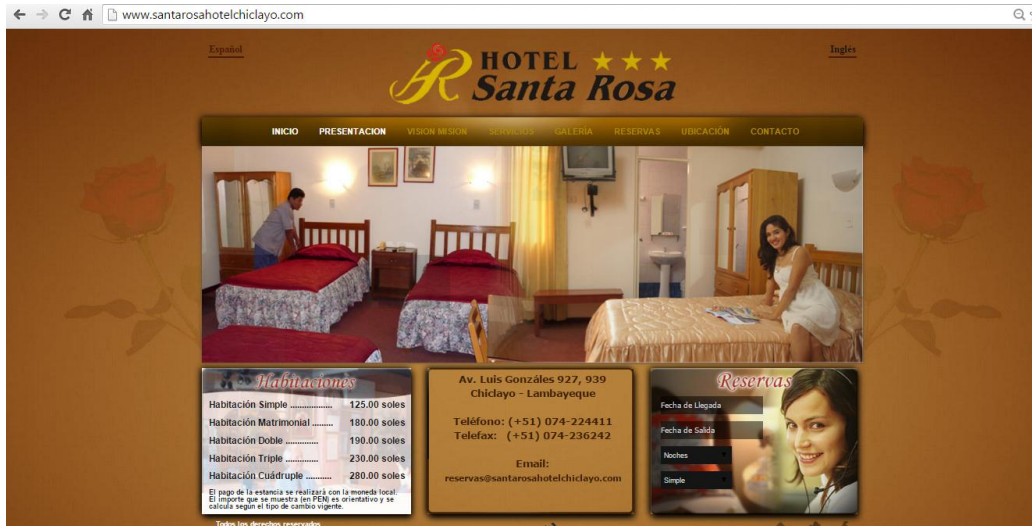 www.santarosahotelchiclayo.com
Español
Inglés
HOTEL
Santa Rosa
INICIO PRESENTACION VISION MISION SERVICIOS GALERÍA RESERVAS UBICACIÓN CONTACTO
Habitaciones
Habitación Simple .................. 125.00 soles
Habitación Matrimonial ......... 180.00 soles
Habitación Doble .............. 190.00 soles
Habitación Triple .............. 230.00 soles
Habitación Cuádruple ........... 280.00 soles
El pago de la estancia se realizará con la moneda local.
El importe que se muestra (en PEN) es orientativo y se
calcula según el tipo de cambio vigente.
Av. Luis Gonzáles 927, 939
Chiclayo - Lambayeque
Teléfono: (+51) 074-224411
Telefax: (+51) 074-236242
Email:
reservas@santarosahotelchiclayo.com
Reservas
Fecha de Llegada
Fecha de Salida
Noches
Simple
Todos los derechos reservados